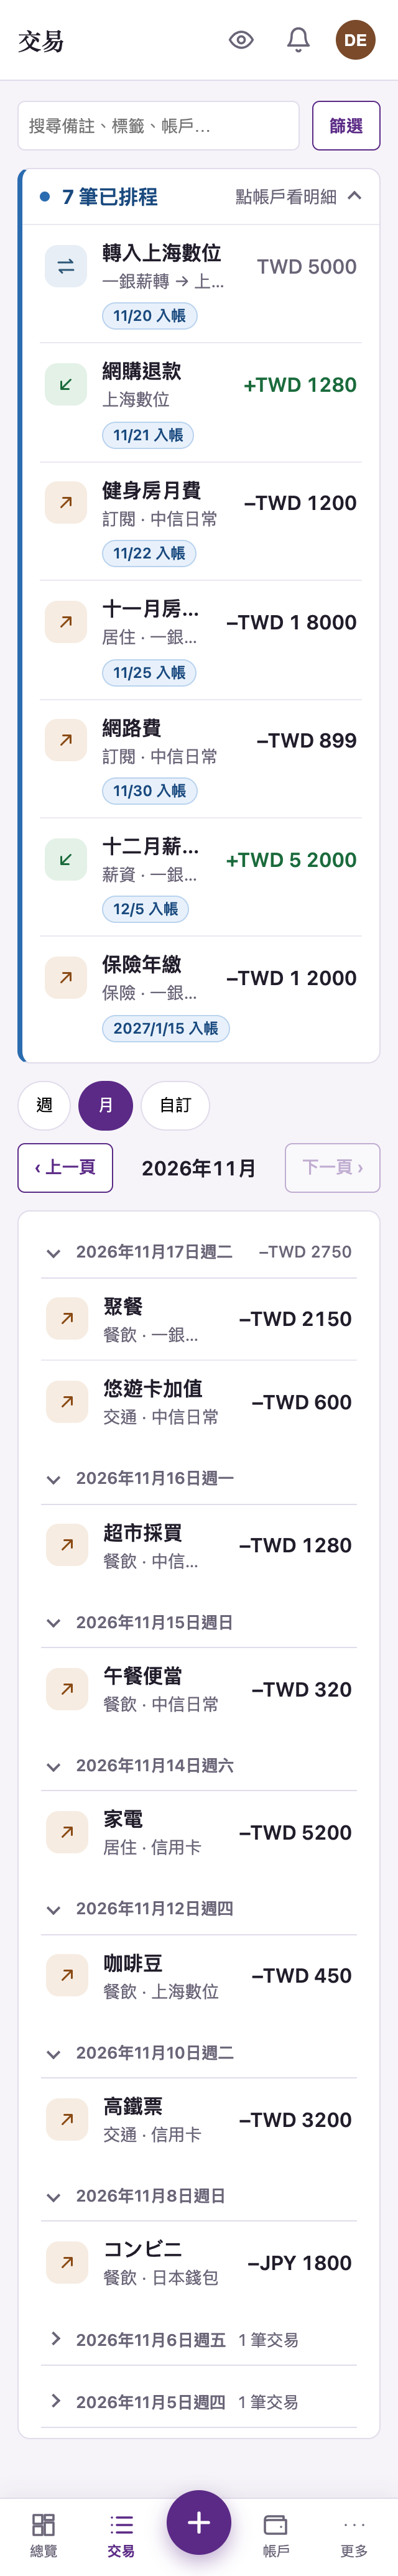 交易
DE
搜尋備註、標籤、帳戶...
篩選
7 筆已排程
點帳戶看明細
轉入上海數位
TWD 5000
一銀薪轉 → 上...
11/20 入帳
網購退款
+TWD 1280
上海數位
11/21 入帳
健身房月費
−TWD 1200
訂閱 · 中信日常
11/22 入帳
十一月房...
−TWD 1 8000
居住 · 一銀...
11/25 入帳
網路費
−TWD 899
訂閱 · 中信日常
11/30 入帳
十二月薪...
+TWD 5 2000
薪資 · 一銀...
12/5 入帳
保險年繳
−TWD 1 2000
保險 · 一銀...
2027/1/15 入帳
週
月
自訂
‹ 上一頁
2026年11月
下一頁 ›
2026年11月17日週二 −TWD 2750
聚餐
−TWD 2150
餐飲 · 一銀...
悠遊卡加值
−TWD 600
交通 · 中信日常
2026年11月16日週一
超市採買
−TWD 1280
餐飲 · 中信...
2026年11月15日週日
午餐便當
−TWD 320
餐飲 · 中信日常
2026年11月14日週六
家電
−TWD 5200
居住 · 信用卡
2026年11月12日週四
咖啡豆
−TWD 450
餐飲 · 上海數位
2026年11月10日週二
高鐵票
−TWD 3200
交通 · 信用卡
2026年11月8日週日
コンビニ
−JPY 1800
餐飲 · 日本錢包
2026年11月6日週五 1 筆交易
2026年11月5日週四 1 筆交易
總覽
交易
帳戶
更多